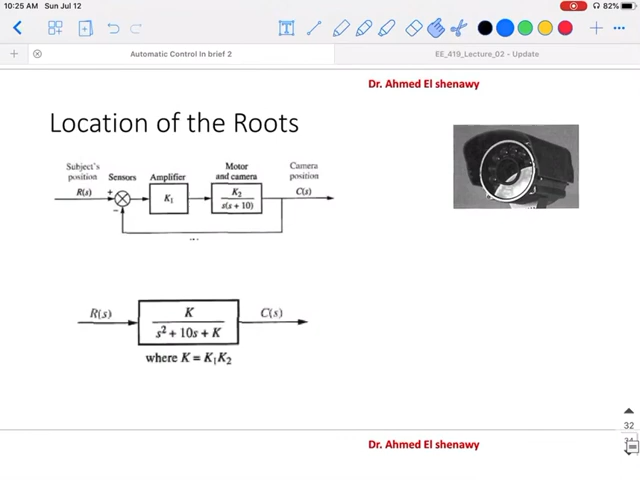 10:25 AM Sun Jul 12
82%
Automatic Control In brief 2
EE_419_Lecture_02 - Update
Dr. Ahmed El shenawy
Location of the Roots
Subject's position
Sensors
Amplifier
Motor and camera
Camera position
R(s)
+
−
K₁
K₂
s(s + 10)
C(s)
R(s)
K
s² + 10s + K
C(s)
where K = K₁K₂
32
Dr. Ahmed El shenawy